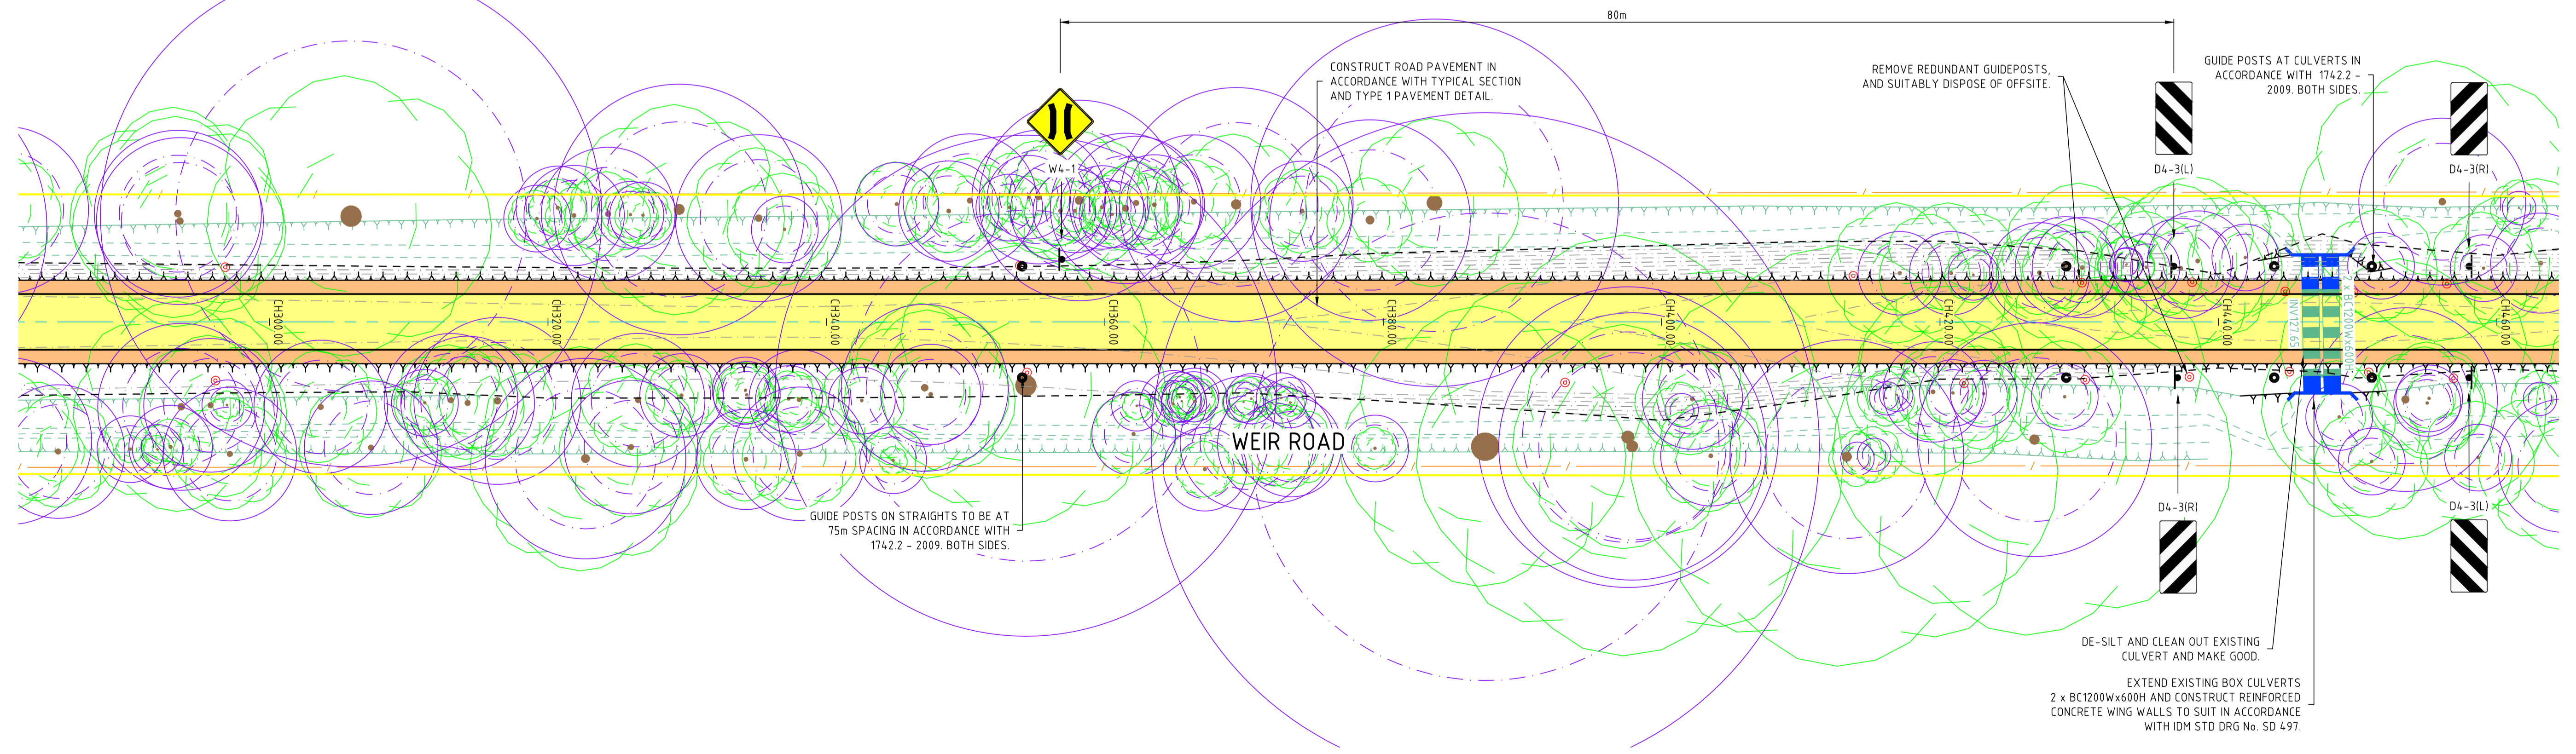 80m
CONSTRUCT ROAD PAVEMENT IN
ACCORDANCE WITH TYPICAL SECTION
AND TYPE 1 PAVEMENT DETAIL.
REMOVE REDUNDANT GUIDEPOSTS,
AND SUITABLY DISPOSE OF OFFSITE.
GUIDE POSTS AT CULVERTS IN
ACCORDANCE WITH 1742.2 -
2009. BOTH SIDES.
W4-1
D4-3(L)
D4-3(R)
CH300.00
CH320.00
CH340.00
CH360.00
CH380.00
CH400.00
CH420.00
CH440.00
CH460.00
INV127.65
2 x BC1200Wx600H
WEIR ROAD
GUIDE POSTS ON STRAIGHTS TO BE AT
75m SPACING IN ACCORDANCE WITH
1742.2 - 2009. BOTH SIDES.
D4-3(R)
D4-3(L)
DE-SILT AND CLEAN OUT EXISTING
CULVERT AND MAKE GOOD.
EXTEND EXISTING BOX CULVERTS
2 x BC1200Wx600H AND CONSTRUCT REINFORCED
CONCRETE WING WALLS TO SUIT IN ACCORDANCE
WITH IDM STD DRG No. SD 497.